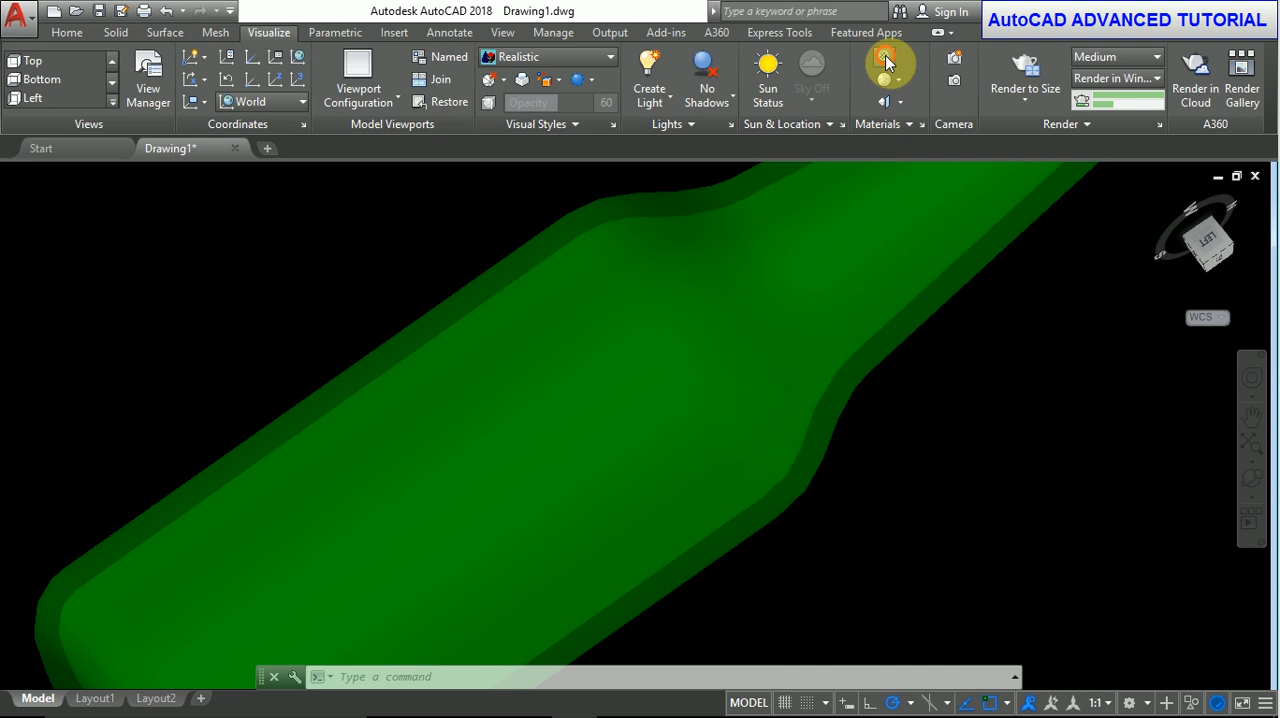 Autodesk AutoCAD 2018 Drawing1.dwg
Type a keyword or phrase
Sign In
AutoCAD ADVANCED TUTORIAL
Home Solid Surface Mesh Visualize Parametric Insert Annotate View Manage Output Add-ins A360 Express Tools Featured Apps
Top
Bottom
Left
Views
View
Manager
World
Coordinates
Viewport
Configuration
Named
Join
Restore
Model Viewports
Realistic
Opacity 60
Visual Styles
Create
Light
No
Shadows
Lights
Sun
Status
Sky Off
Sun & Location
Materials
Camera
Render to Size
Medium
Render in Win...
Render
Render in
Cloud
Render
Gallery
A360
Start
Drawing1*
LEFT
S
WCS
Type a command
Model Layout1 Layout2
MODEL
1:1